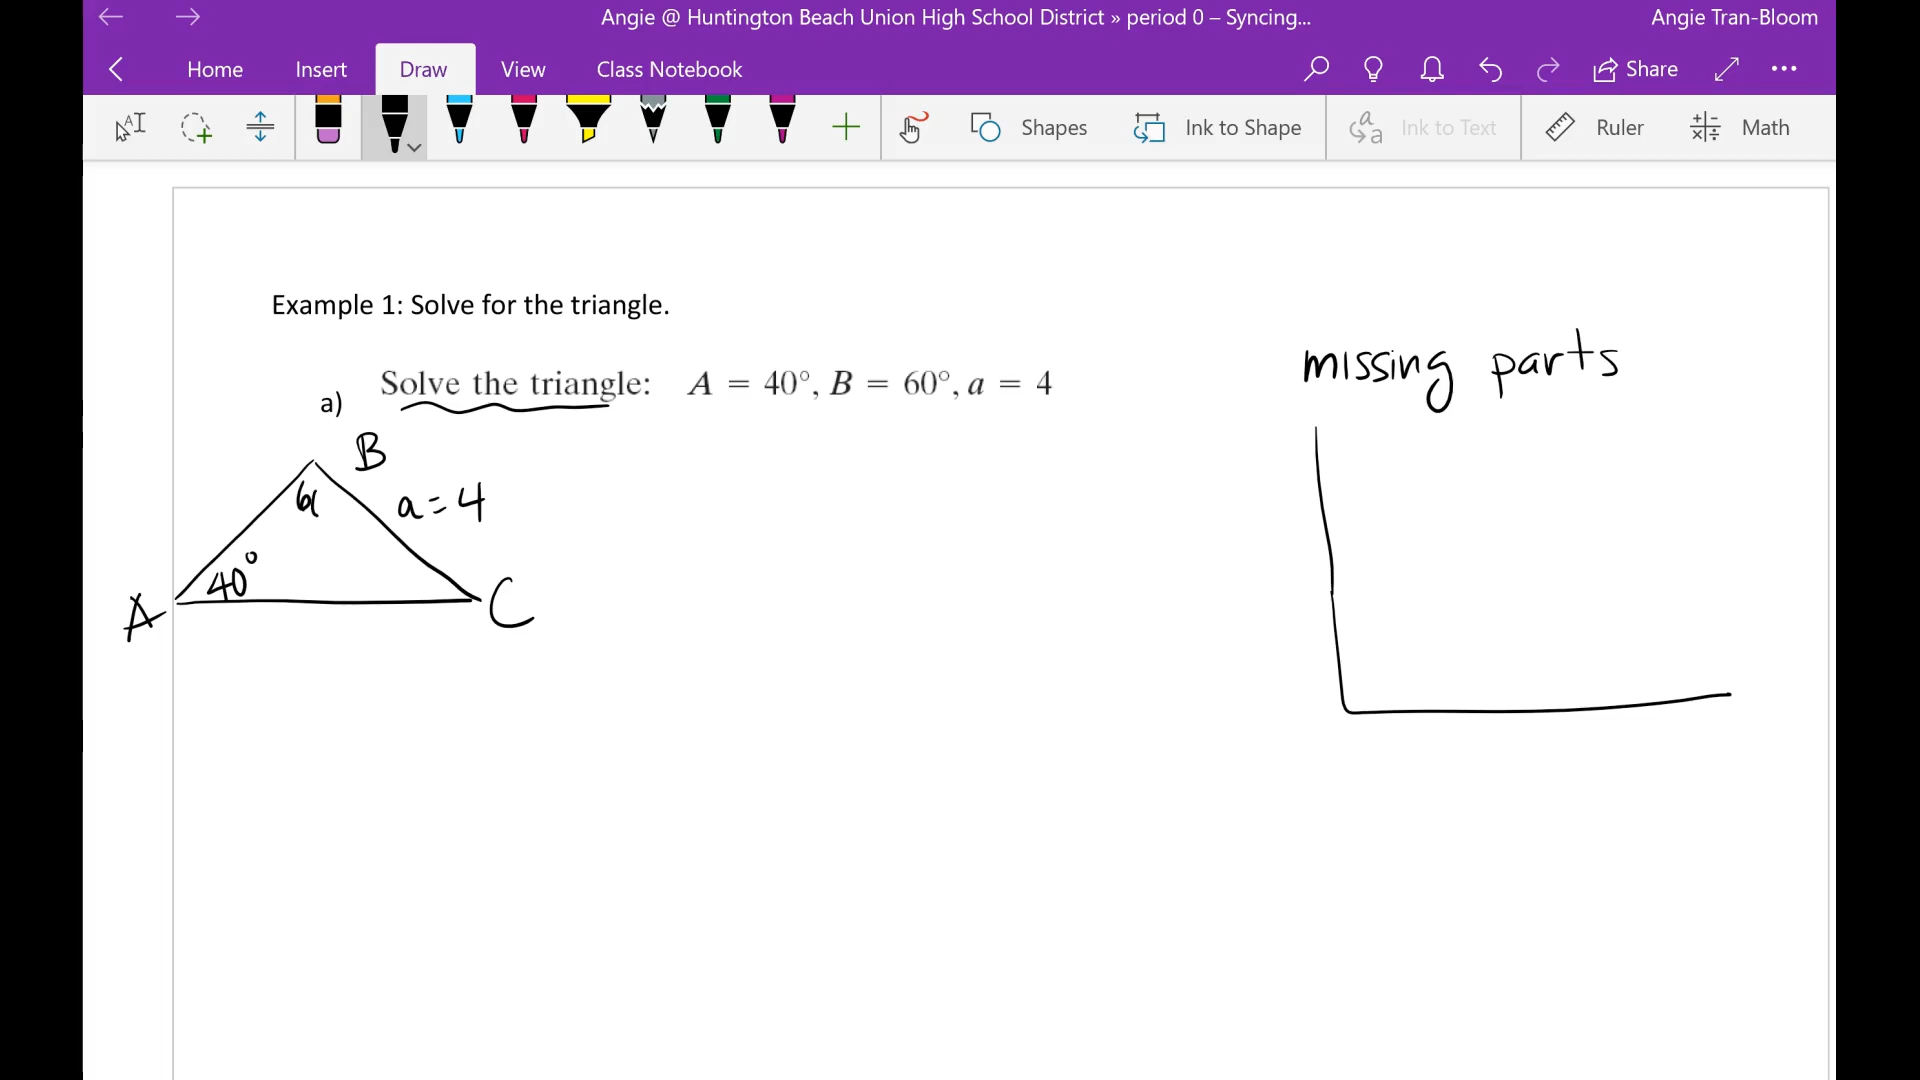 Angie @ Huntington Beach Union High School District » period 0 – Syncing...
Angie Tran-Bloom
Home Insert Draw View Class Notebook
Share
Shapes Ink to Shape Ink to Text Ruler Math
Example 1: Solve for the triangle.
missing parts
a) Solve the triangle: A = 40°, B = 60°, a = 4
B
a = 4
40°
A
C